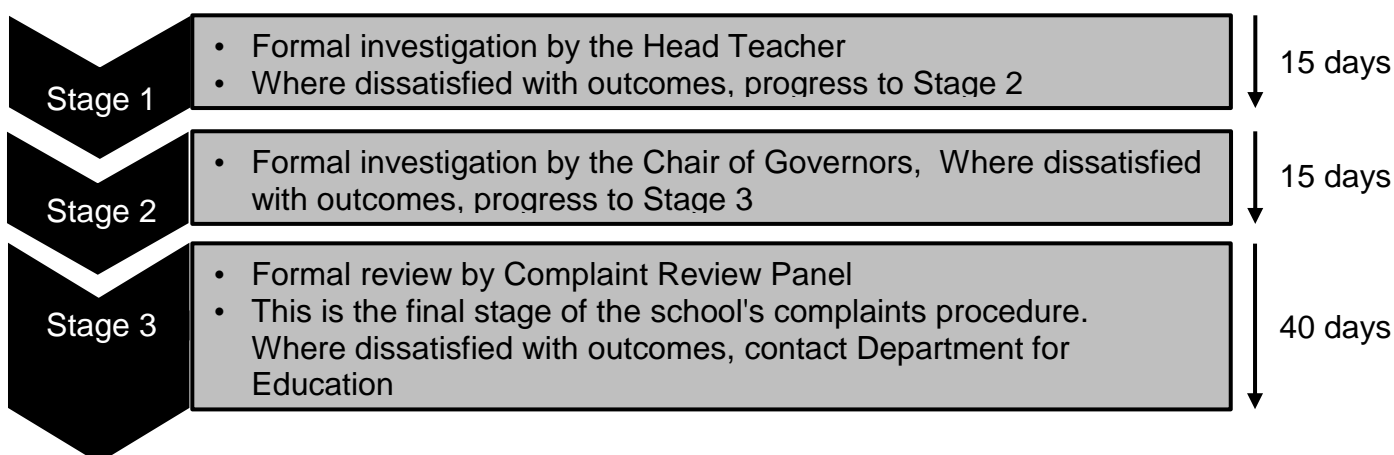 Stage 1
• Formal investigation by the Head Teacher
• Where dissatisfied with outcomes, progress to Stage 2
15 days
Stage 2
• Formal investigation by the Chair of Governors,  Where dissatisfied
with outcomes, progress to Stage 3
15 days
Stage 3
• Formal review by Complaint Review Panel
• This is the final stage of the school's complaints procedure.
Where dissatisfied with outcomes, contact Department for
Education
40 days